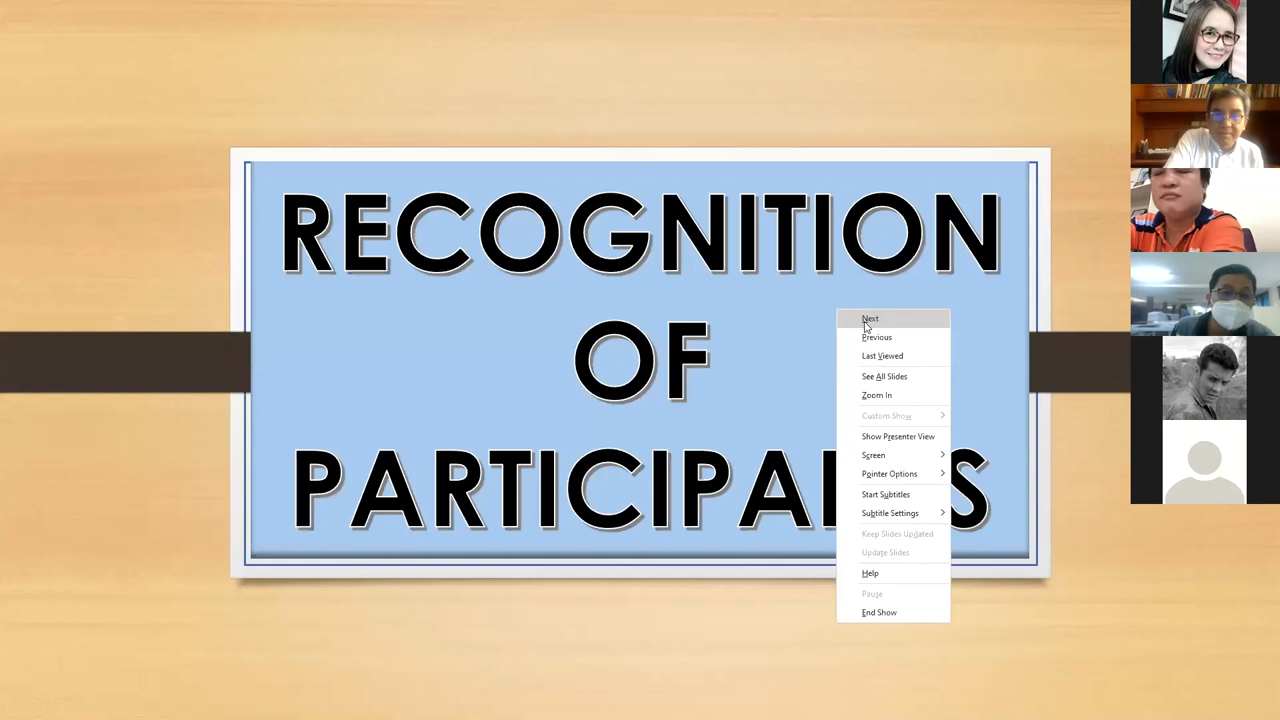 RECOGNITION
OF
PARTICIPANTS
Next
Previous
Last Viewed
See All Slides
Zoom In
Custom Show
Show Presenter View
Screen
Pointer Options
Start Subtitles
Subtitle Settings
Keep Slides Updated
Update Slides
Help
Pause
End Show